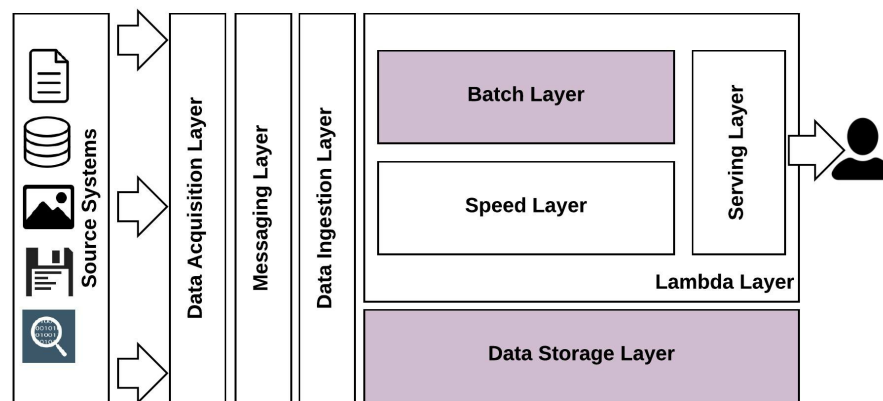 Source Systems
Data Acquisition Layer
Messaging Layer
Data Ingestion Layer
Batch Layer
Speed Layer
Serving Layer
Lambda Layer
Data Storage Layer